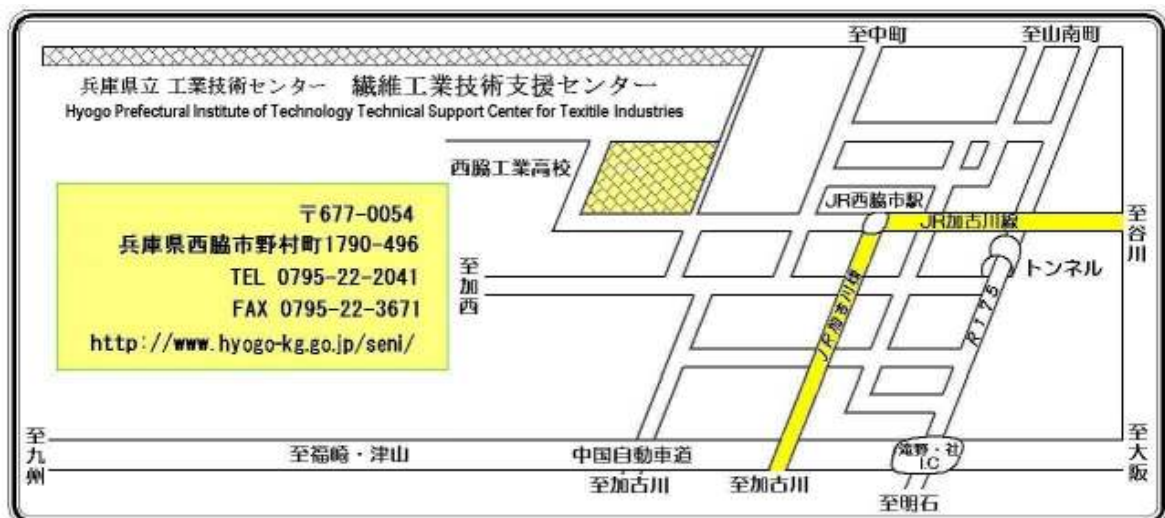 至中町
至山南町
兵庫県立 工業技術センター 繊維工業技術支援センター
Hyogo Prefectural Institute of Technology Technical Support Center for Texitile Industries
西脇工業高校
〒677-0054
兵庫県西脇市野村町1790-496
TEL 0795-22-2041
FAX 0795-22-3671
http://www.hyogo-kg.go.jp/seni/
JR西脇市駅
JR加古川線
至谷川
至加西
トンネル
R175
JR加古川線
至九州
至福崎・津山
中国自動車道
滝野・社
I.C
至大阪
至加古川
至加古川
至明石